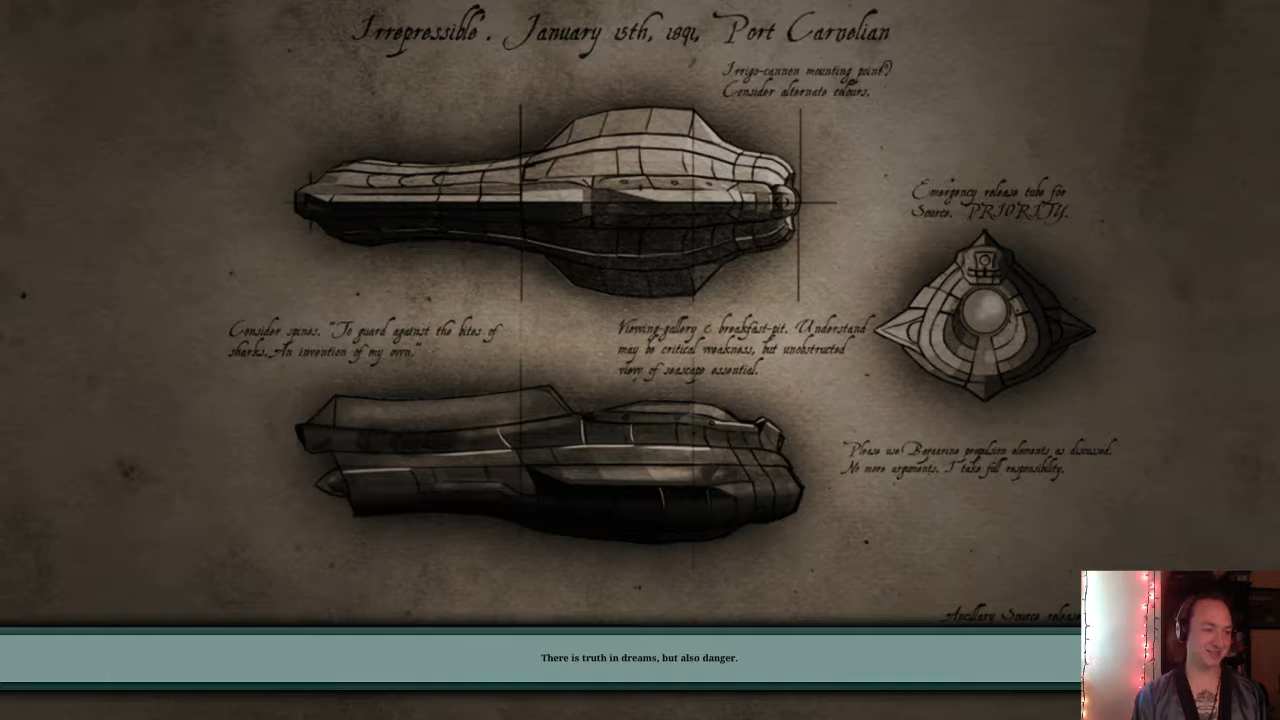 Irrepressible'. January 15th, 1891, Port Carvelian
Irrigo-cannon mounting point?
Consider alternate colours.
Emergency release tube for
Source. PRIORITY.
Consider spines. "To guard against the bites of
sharks. An invention of my own."
Viewing-gallery & breakfast-pit. Understand
may be critical weakness, but unobstructed
view of seascape essential.
"Please use propulsion elements as discussed.
No more arguments. I take full responsibility.
Ancillary Source release
There is truth in dreams, but also danger.